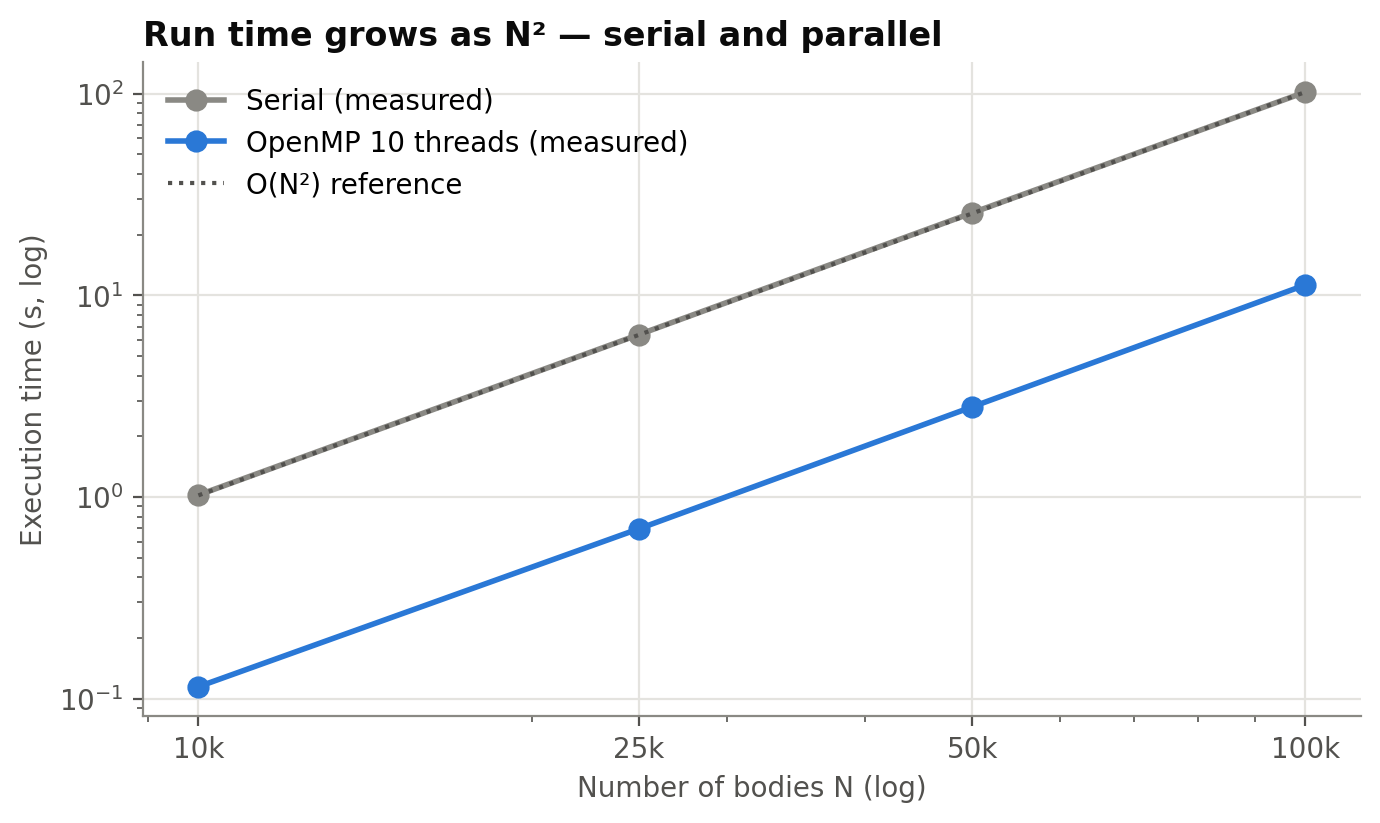 Run time grows as N² — serial and parallel
Serial (measured)
OpenMP 10 threads (measured)
O(N²) reference
Execution time (s, log)
10²
10¹
10⁰
10⁻¹
10k 25k 50k 100k
Number of bodies N (log)